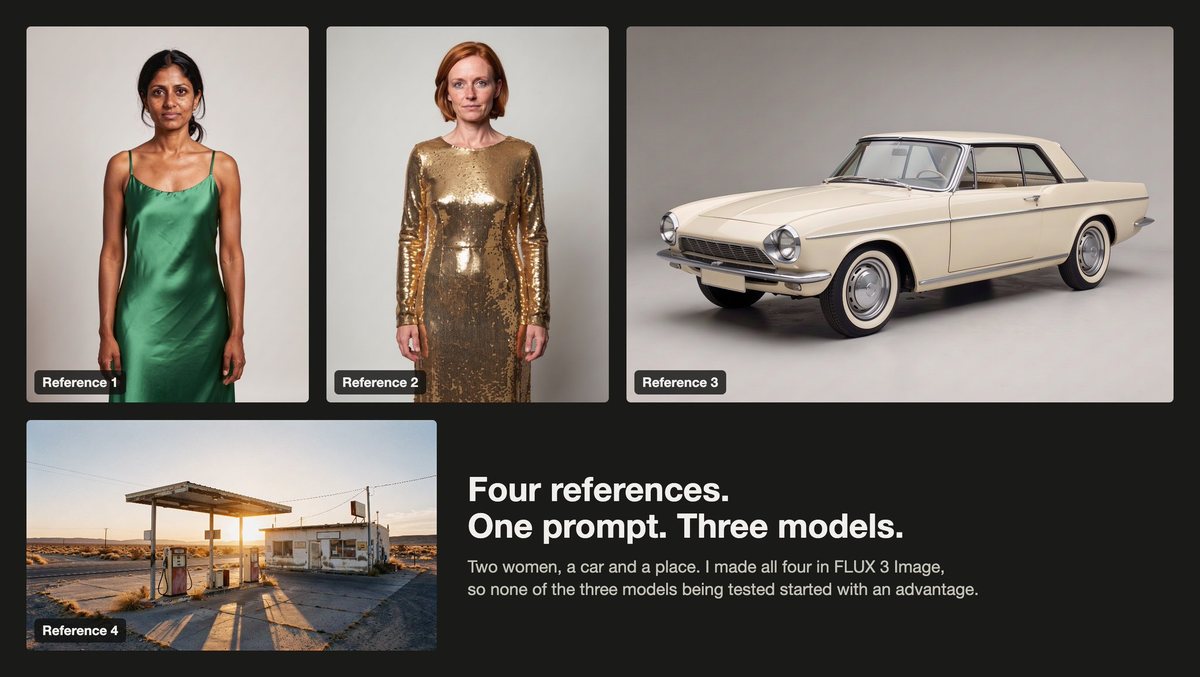 Reference 1
Reference 2
Reference 3
Reference 4
Four references.
One prompt. Three models.
Two women, a car and a place. I made all four in FLUX 3 Image,
so none of the three models being tested started with an advantage.